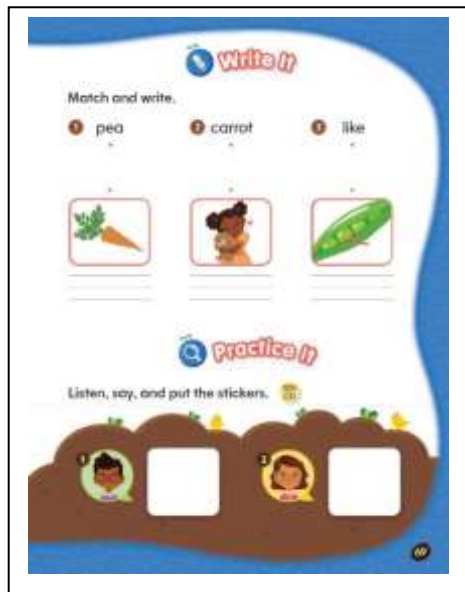 Write It
Match and write.
1 pea 2 carrot 3 like
Practice It
Listen, say, and put the stickers.
1 2
69